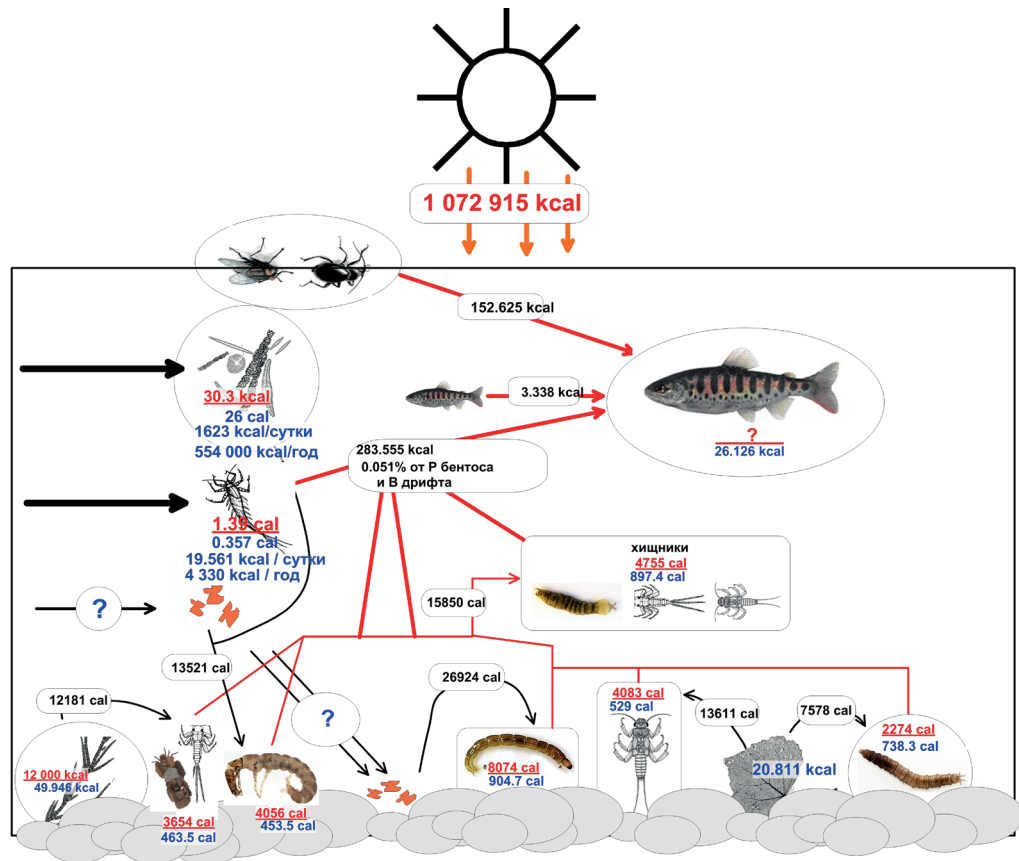 1 072 915 kcal
152.625 kcal
30.3 kcal
26 cal
1623 kcal/сутки
554 000 kcal/год
3.338 kcal
?
26.126 kcal
283.555 kcal
0.051% от P бентоса
и В дрифта
1.39 cal
0.357 cal
19.561 kcal / сутки
4 330 kcal / год
хищники
4755 cal
897.4 cal
?
15850 cal
13521 cal
12181 cal
?
26924 cal
4083 cal
529 cal
13611 cal
7578 cal
2274 cal
738.3 cal
12 000 kcal
49.946 kcal
8074 cal
904.7 cal
20.811 kcal
3654 cal
463.5 cal
4056 cal
453.5 cal